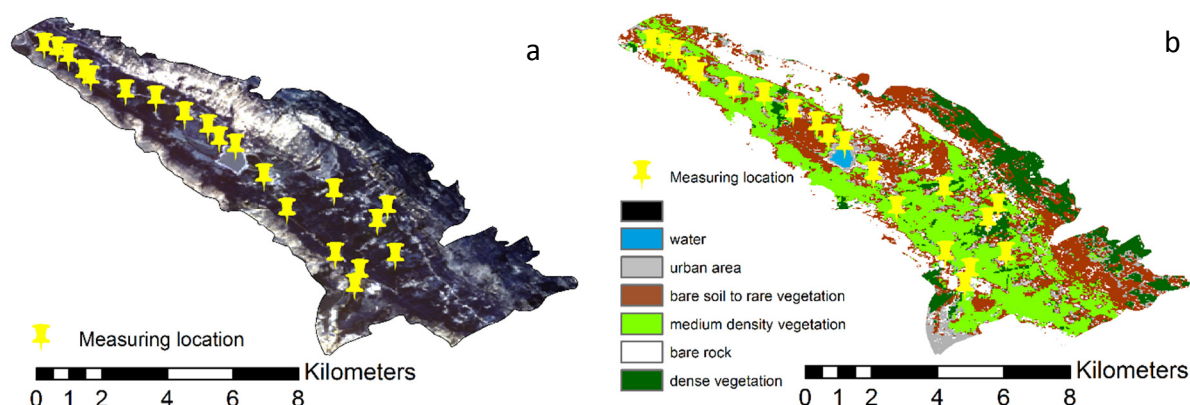 a
Measuring location
Kilometers
0 1 2 4 6 8
b
Measuring location
water
urban area
bare soil to rare vegetation
medium density vegetation
bare rock
dense vegetation
Kilometers
0 1 2 4 6 8